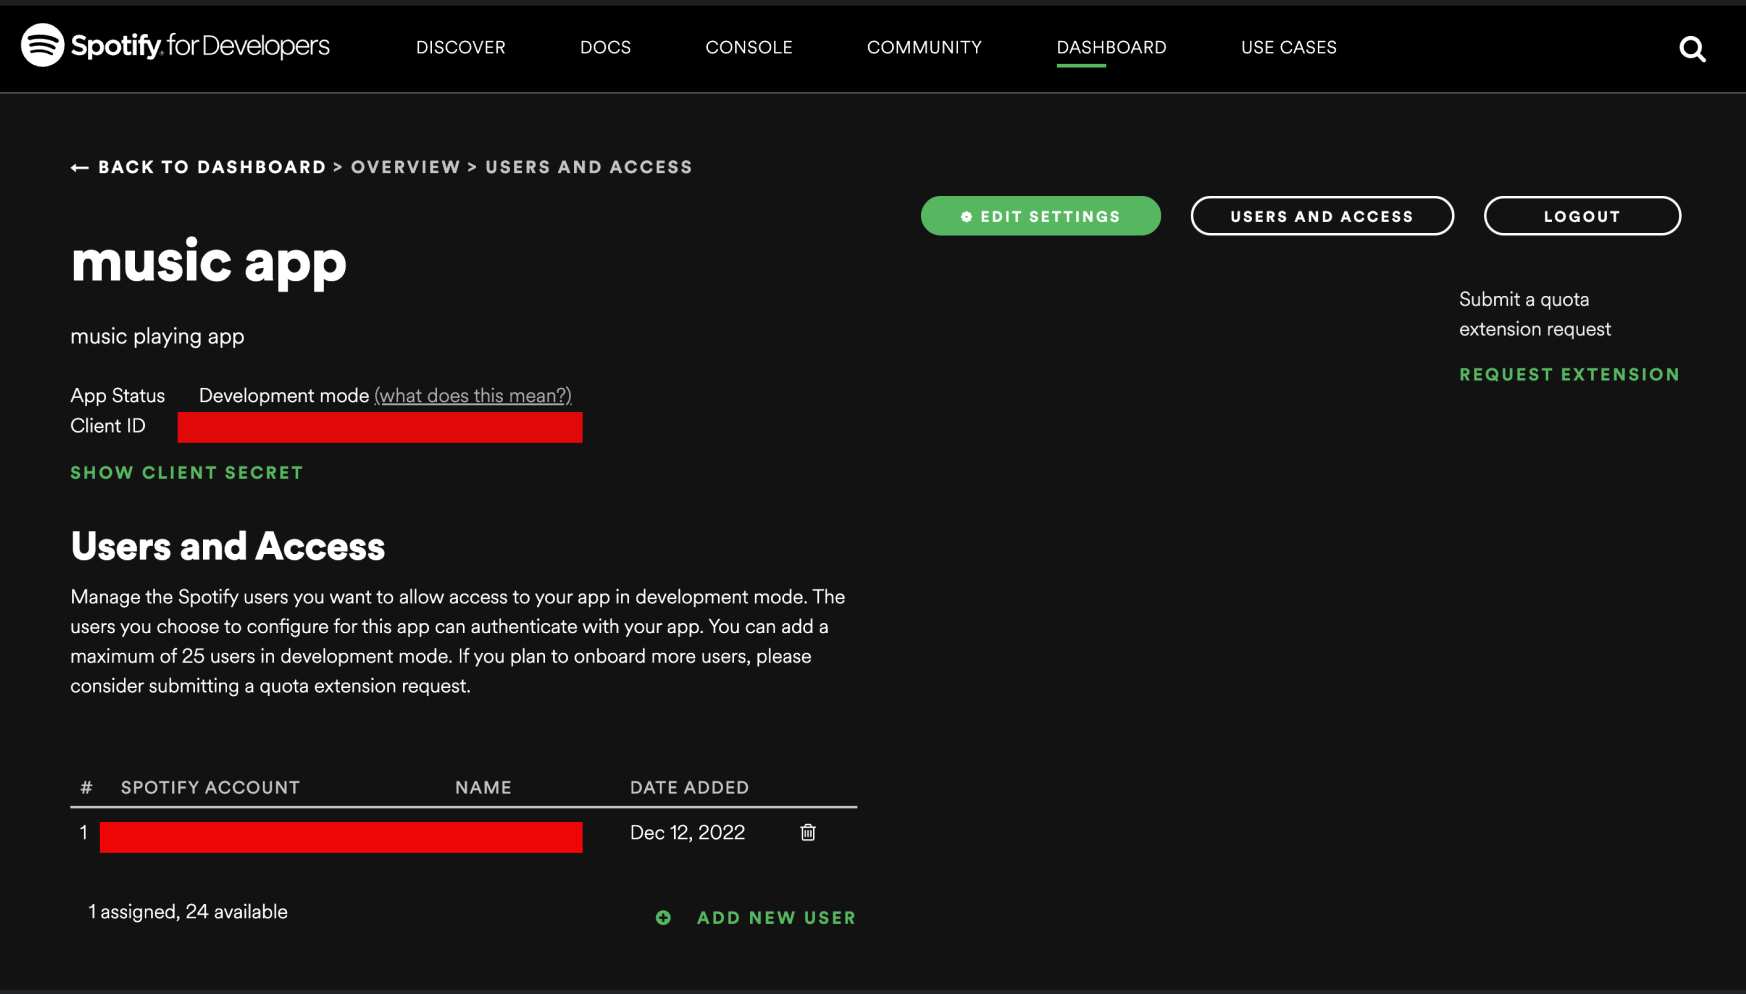 Spotify for Developers DISCOVER DOCS CONSOLE COMMUNITY DASHBOARD USE CASES
← BACK TO DASHBOARD > OVERVIEW > USERS AND ACCESS
EDIT SETTINGS USERS AND ACCESS LOGOUT
music app
Submit a quota
extension request
REQUEST EXTENSION
music playing app
App Status Development mode (what does this mean?)
Client ID
SHOW CLIENT SECRET
Users and Access
Manage the Spotify users you want to allow access to your app in development mode. The
users you choose to configure for this app can authenticate with your app. You can add a
maximum of 25 users in development mode. If you plan to onboard more users, please
consider submitting a quota extension request.
# SPOTIFY ACCOUNT NAME DATE ADDED
1 Dec 12, 2022
1 assigned, 24 available
ADD NEW USER